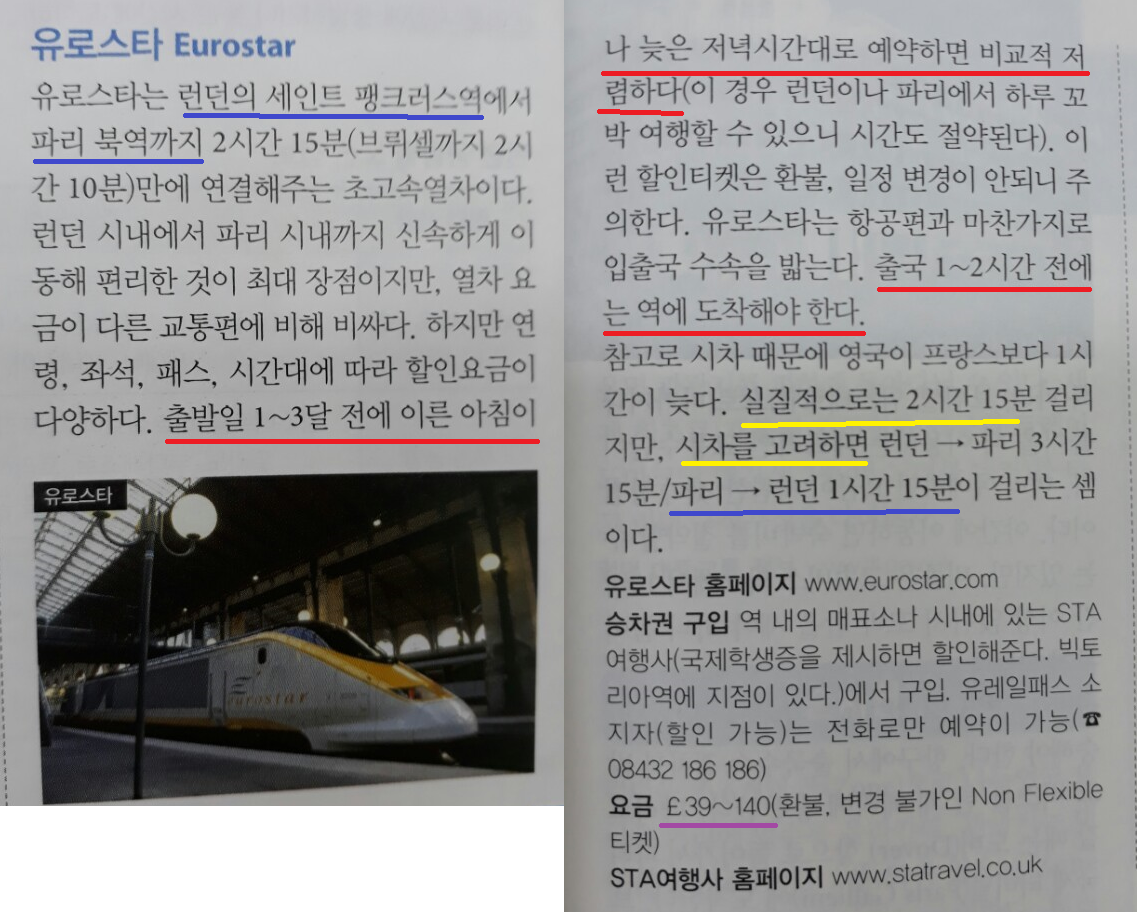 유로스타 Eurostar
유로스타는 런던의 세인트 팽크러스역에서
파리 북역까지 2시간 15분(브뤼셀까지 2시
간 10분)만에 연결해주는 초고속열차이다.
런던 시내에서 파리 시내까지 신속하게 이
동해 편리한 것이 최대 장점이지만, 열차 요
금이 다른 교통편에 비해 비싸다. 하지만 연
령, 좌석, 패스, 시간대에 따라 할인요금이
다양하다. 출발일 1~3달 전에 이른 아침이
유로스타
eurostar
나 늦은 저녁시간대로 예약하면 비교적 저
렴하다(이 경우 런던이나 파리에서 하루 꼬
박 여행할 수 있으니 시간도 절약된다). 이
런 할인티켓은 환불, 일정 변경이 안되니 주
의한다. 유로스타는 항공편과 마찬가지로
입출국 수속을 밟는다. 출국 1~2시간 전에
는 역에 도착해야 한다.
참고로 시차 때문에 영국이 프랑스보다 1시
간이 늦다. 실질적으로는 2시간 15분 걸리
지만, 시차를 고려하면 런던 → 파리 3시간
15분/파리 → 런던 1시간 15분이 걸리는 셈
이다.
유로스타 홈페이지 www.eurostar.com
승차권 구입 역 내의 매표소나 시내에 있는 STA
여행사(국제학생증을 제시하면 할인해준다. 빅토
리아역에 지점이 있다.)에서 구입. 유레일패스 소
지자(할인 가능)는 전화로만 예약이 가능(☎
08432 186 186)
요금 £39~140(환불, 변경 불가인 Non Flexible
티켓)
STA여행사 홈페이지 www.statravel.co.uk